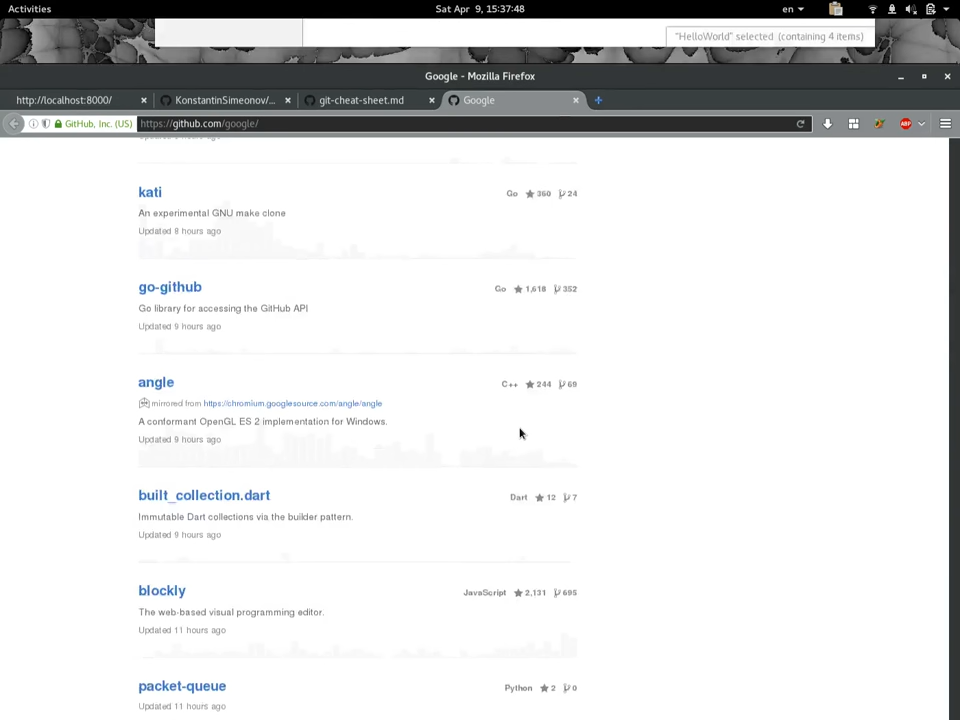 Activities
Sat Apr 9, 15:37:48
en
"HelloWorld" selected (containing 4 items)
Google - Mozilla Firefox
http://localhost:8000/
KonstantinSimeonov/...
git-cheat-sheet.md
Google
GitHub, Inc. (US)
https://github.com/google/
ABP
kati
Go 360 24
An experimental GNU make clone
Updated 8 hours ago
go-github
Go 1,618 352
Go library for accessing the GitHub API
Updated 9 hours ago
angle
C++ 244 69
mirrored from https://chromium.googlesource.com/angle/angle
A conformant OpenGL ES 2 implementation for Windows.
Updated 9 hours ago
built_collection.dart
Dart 12 7
Immutable Dart collections via the builder pattern.
Updated 9 hours ago
blockly
JavaScript 2,131 695
The web-based visual programming editor.
Updated 11 hours ago
packet-queue
Python 2 0
Updated 11 hours ago